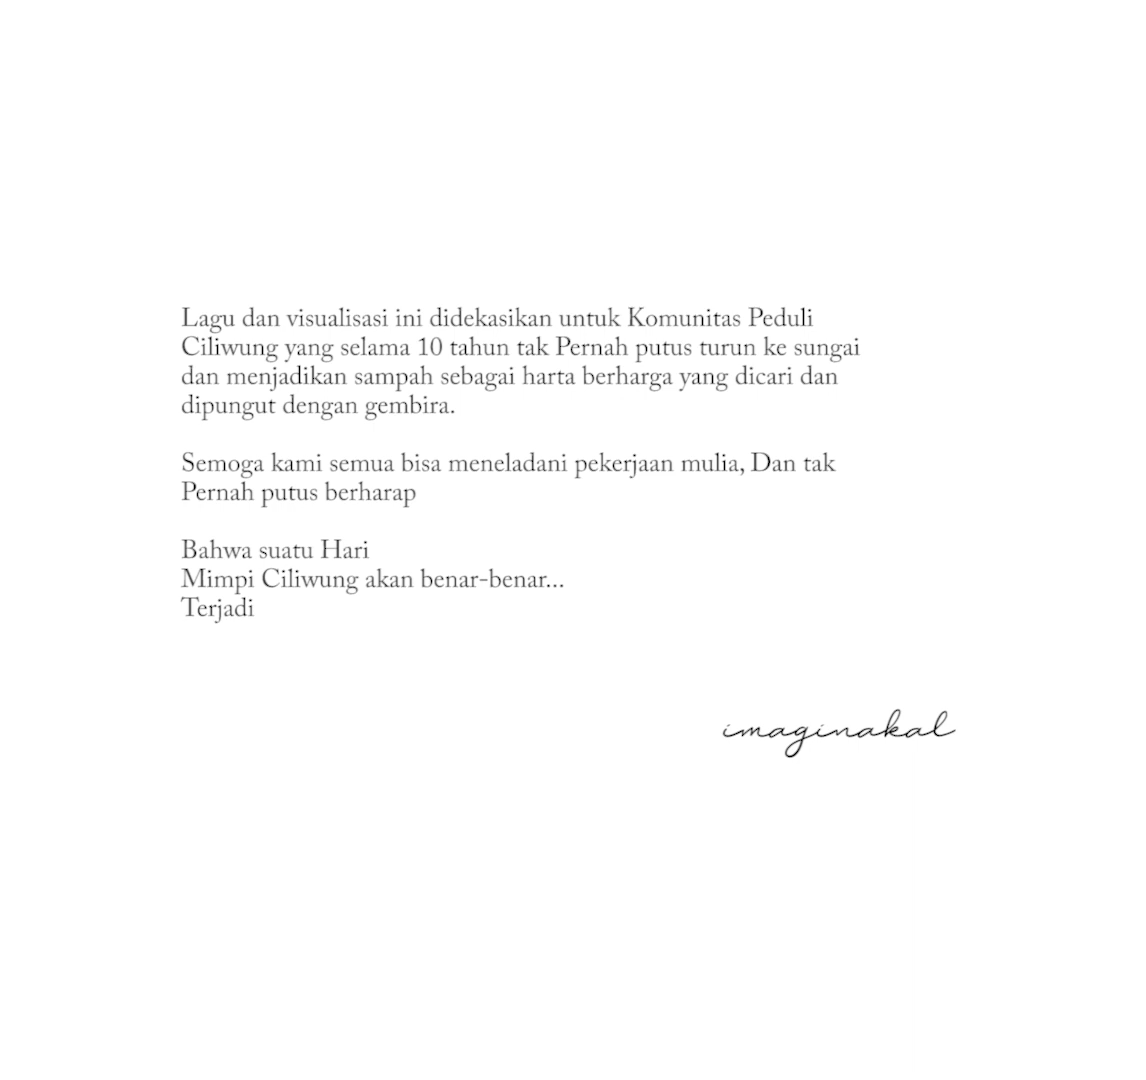 Lagu dan visualisasi ini didekasikan untuk Komunitas Peduli
Ciliwung yang selama 10 tahun tak Pernah putus turun ke sungai
dan menjadikan sampah sebagai harta berharga yang dicari dan
dipungut dengan gembira.
Semoga kami semua bisa meneladani pekerjaan mulia, Dan tak
Pernah putus berharap
Bahwa suatu Hari
Mimpi Ciliwung akan benar-benar...
Terjadi
imaginakal